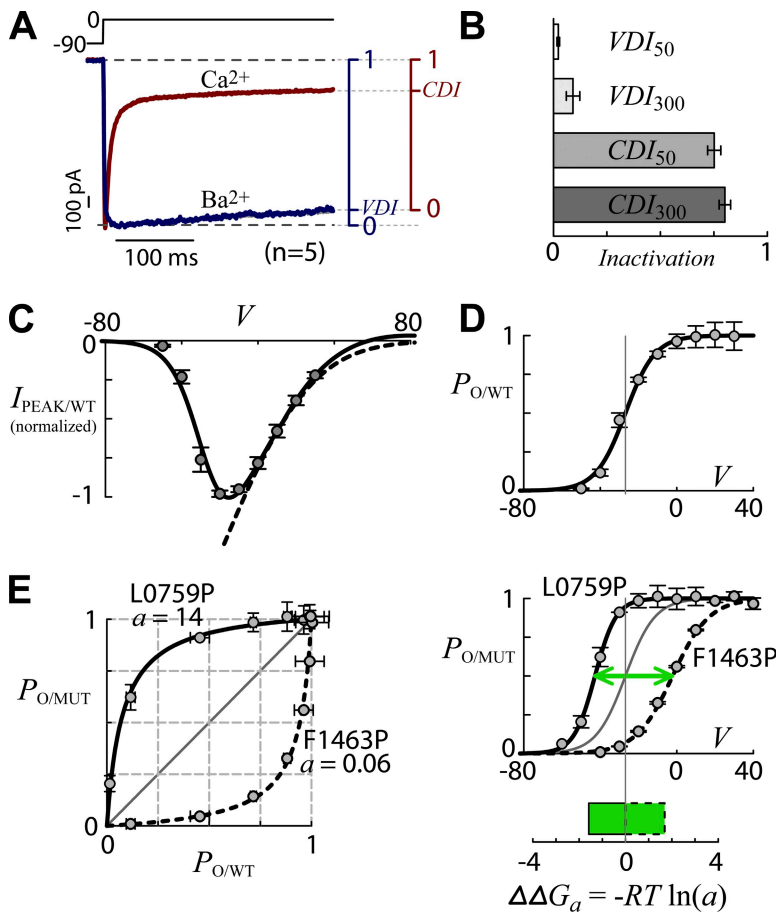 A
0
-90
Ca2+
Ba2+
100 pA
100 ms
(n=5)
1
VDI
0
1
CDI
0
B
VDI50
VDI300
CDI50
CDI300
0
Inactivation
1
C
-80
V
80
0
IPEAK/WT
(normalized)
-1
D
1
PO/WT
0
V
-80
0
40
E
L0759P
a = 14
1
PO/MUT
F1463P
a = 0.06
0
0
PO/WT
1
1
L0759P
PO/MUT
F1463P
0
V
-80
0
40
-4
0
4
ΔΔGa = -RT ln(a)